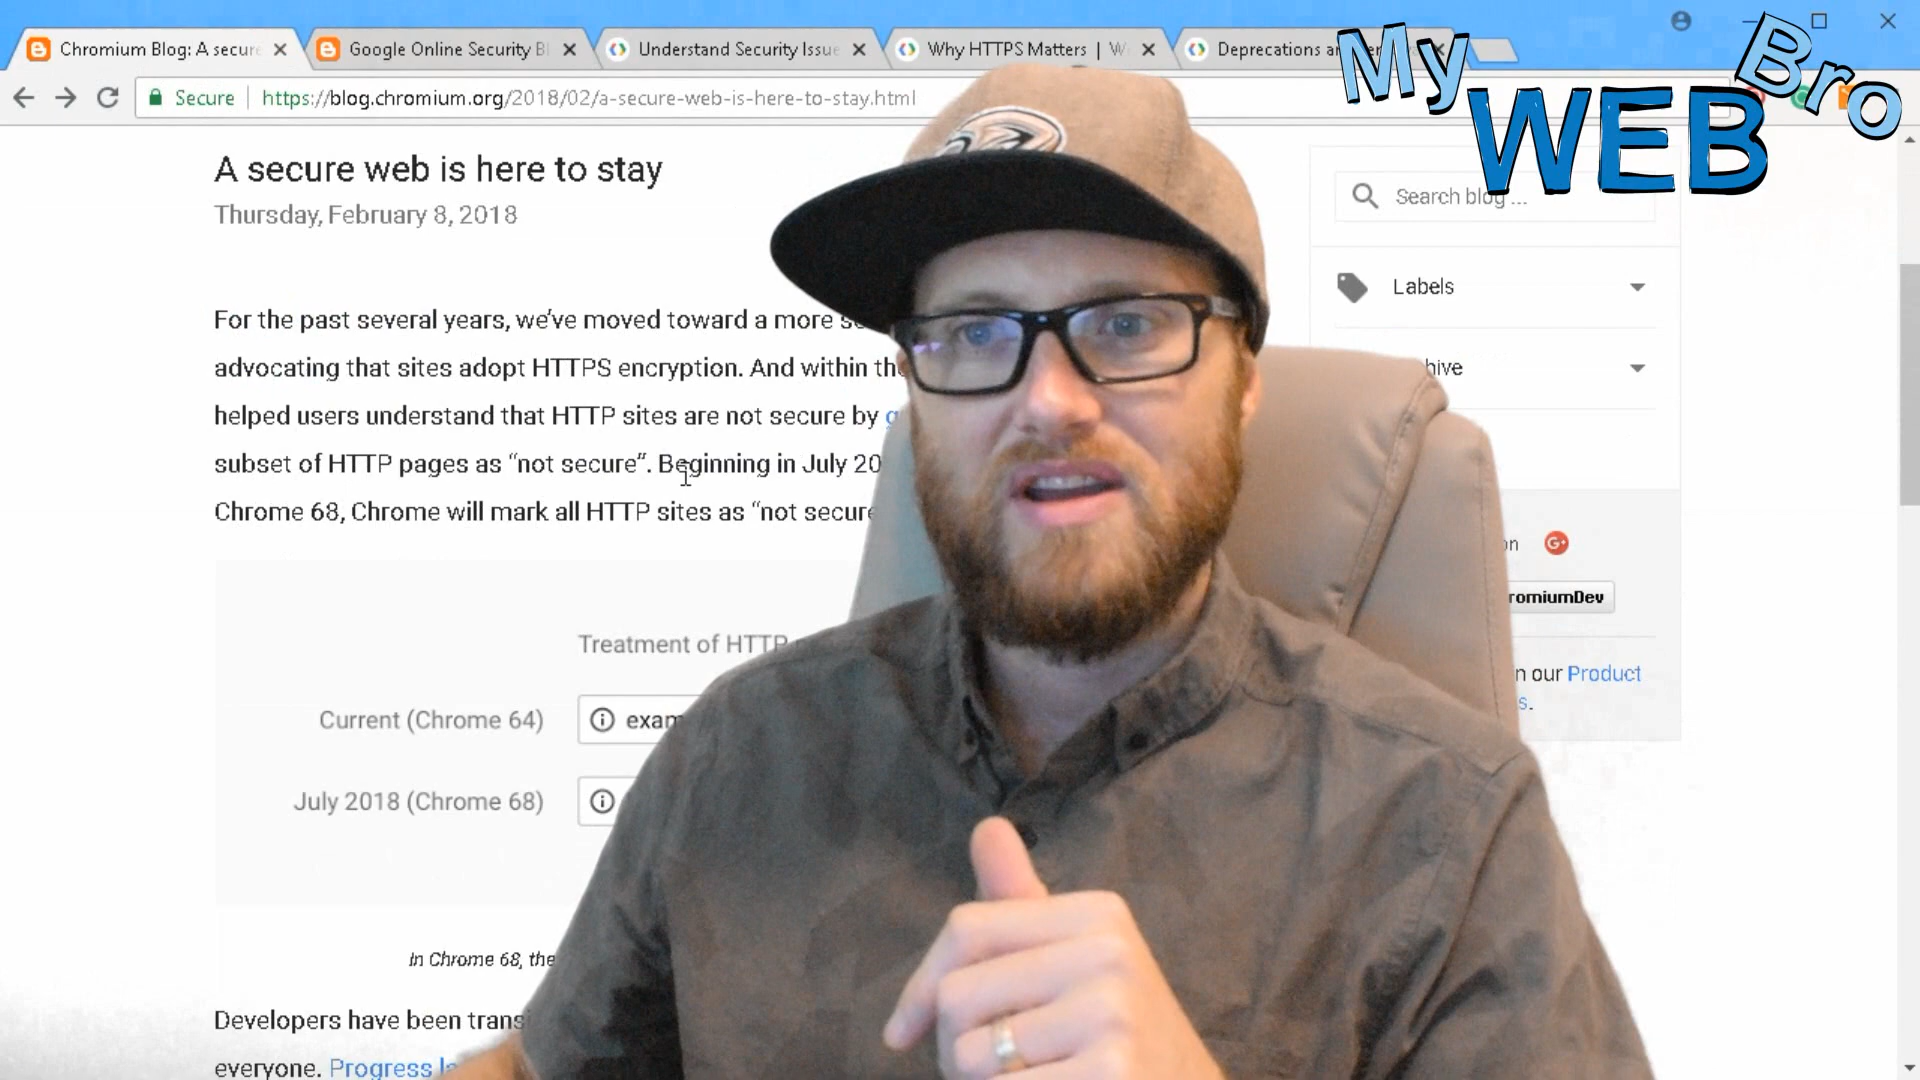 Chromium Blog: A secure
Google Online Security Bl
Understand Security Issue
Why HTTPS Matters | W
Deprecations
My
WEB
Bro
Secure
https://blog.chromium.org/2018/02/a-secure-web-is-here-to-stay.html
A secure web is here to stay
Thursday, February 8, 2018
Search blog ...
Labels
For the past several years, we've moved toward a more
advocating that sites adopt HTTPS encryption. And within
helped users understand that HTTP sites are not secure by
subset of HTTP pages as “not secure”. Beginning in July 20
Chrome 68, Chrome will mark all HTTP sites as “not secure
hive
on
G+
romiumDev
n our Product
s.
Treatment of HTTP
Current (Chrome 64)
exam
July 2018 (Chrome 68)
In Chrome 68, the
Developers have been transi
everyone. Progress la